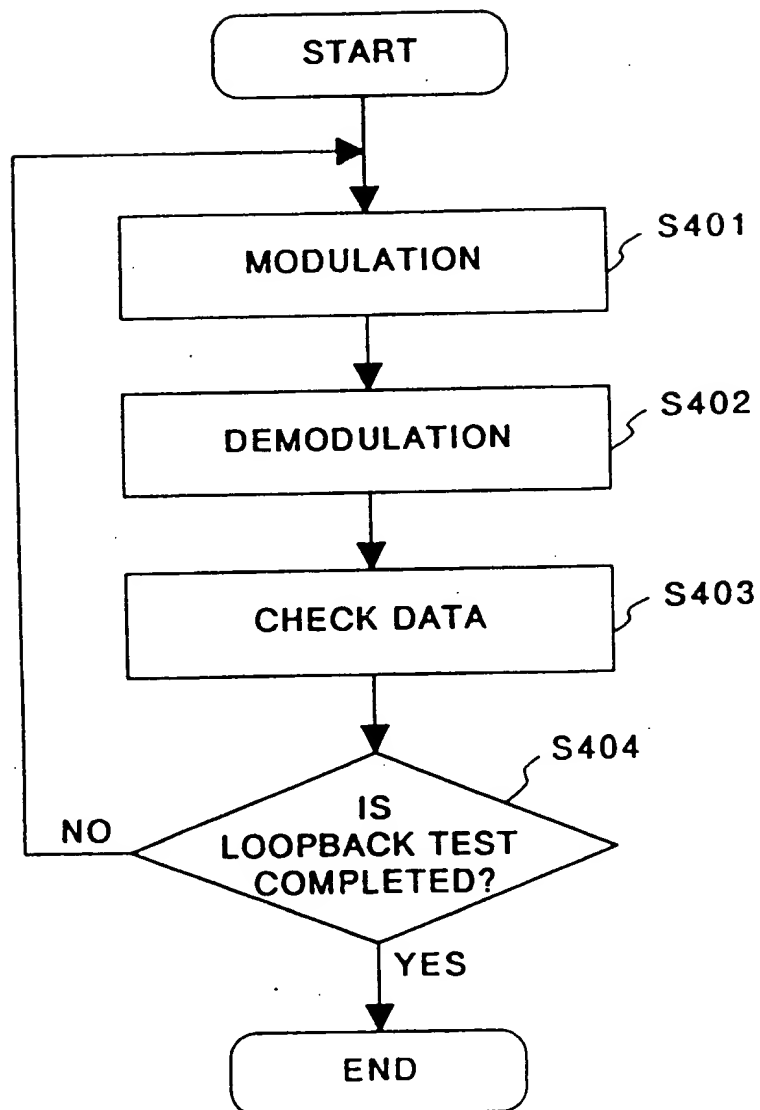 START
S401
MODULATION
S402
DEMODULATION
S403
CHECK DATA
S404
IS
LOOPBACK TEST
COMPLETED?
NO
YES
END